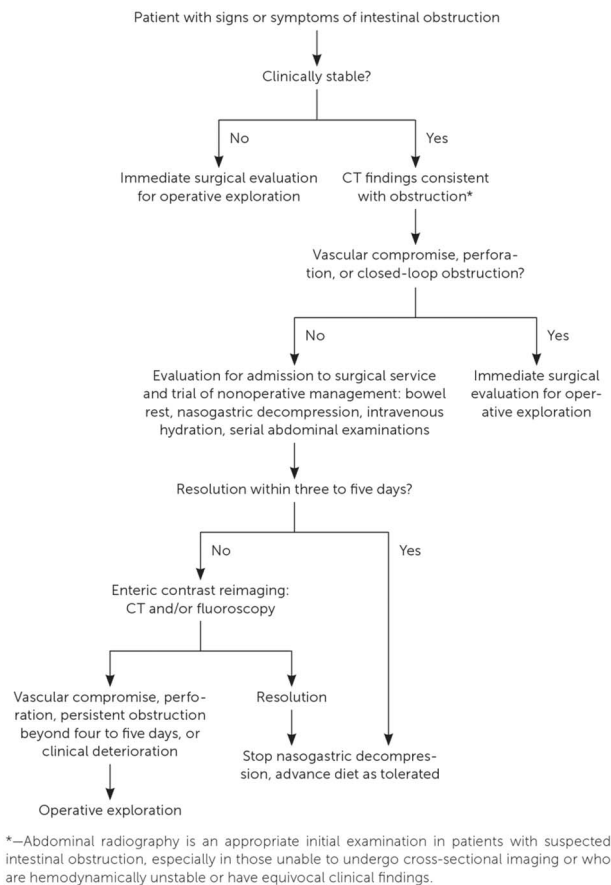 Patient with signs or symptoms of intestinal obstruction
Clinically stable?
No
Yes
Immediate surgical evaluation
for operative exploration
CT findings consistent
with obstruction*
Vascular compromise, perfora-
tion, or closed-loop obstruction?
No
Yes
Evaluation for admission to surgical service
and trial of nonoperative management: bowel
rest, nasogastric decompression, intravenous
hydration, serial abdominal examinations
Immediate surgical
evaluation for oper-
ative exploration
Resolution within three to five days?
No
Yes
Enteric contrast reimaging:
CT and/or fluoroscopy
Vascular compromise, perfo-
ration, persistent obstruction
beyond four to five days, or
clinical deterioration
Resolution
Stop nasogastric decompres-
sion, advance diet as tolerated
Operative exploration
*—Abdominal radiography is an appropriate initial examination in patients with suspected
intestinal obstruction, especially in those unable to undergo cross-sectional imaging or who
are hemodynamically unstable or have equivocal clinical findings.